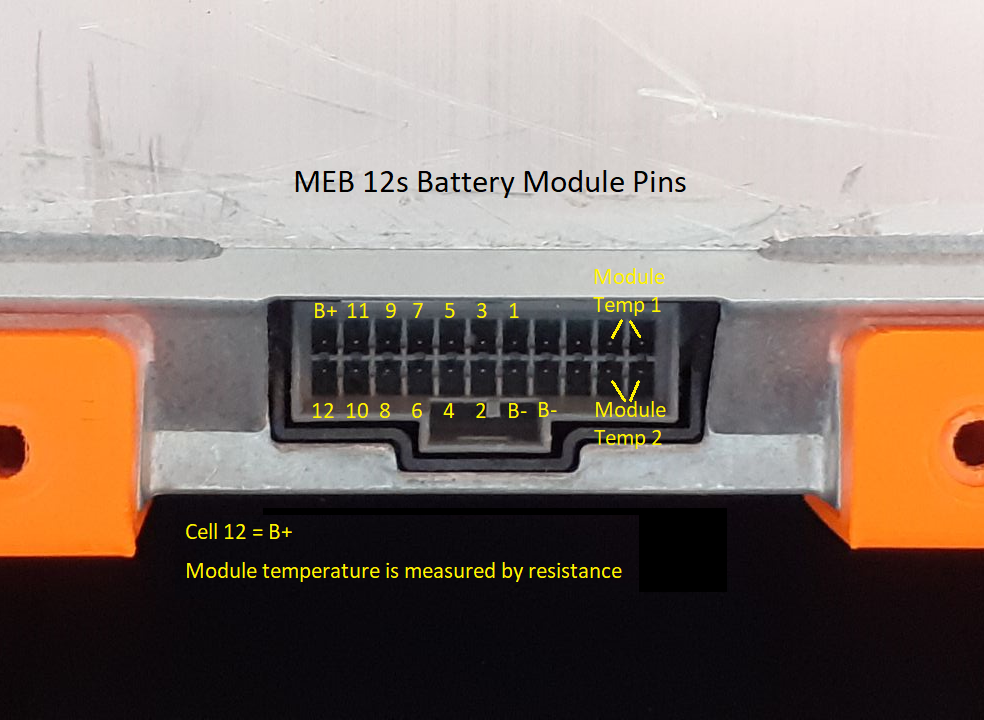 MEB 12s Battery Module Pins
Module
Temp 1
B+ 11 9 7 5 3 1
12 10 8 6 4 2 B- B-
Module
Temp 2
Cell 12 = B+
Module temperature is measured by resistance